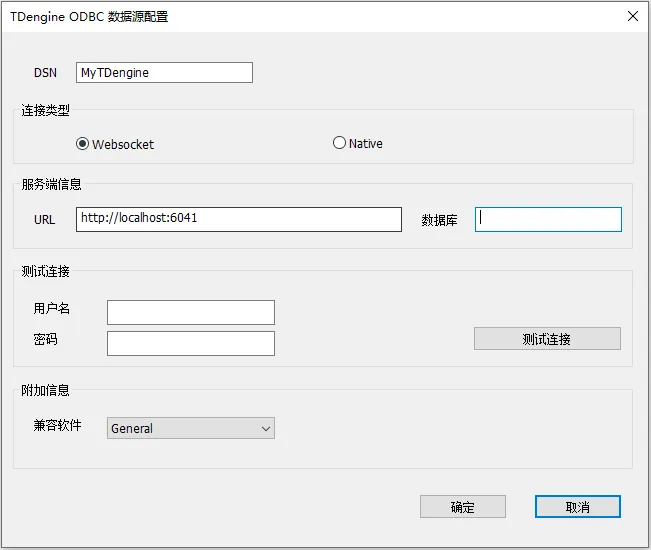 TDengine ODBC 数据源配置
DSN MyTDengine
连接类型
Websocket Native
服务端信息
URL http://localhost:6041 数据库
测试连接
用户名
密码 测试连接
附加信息
兼容软件 General
确定 取消